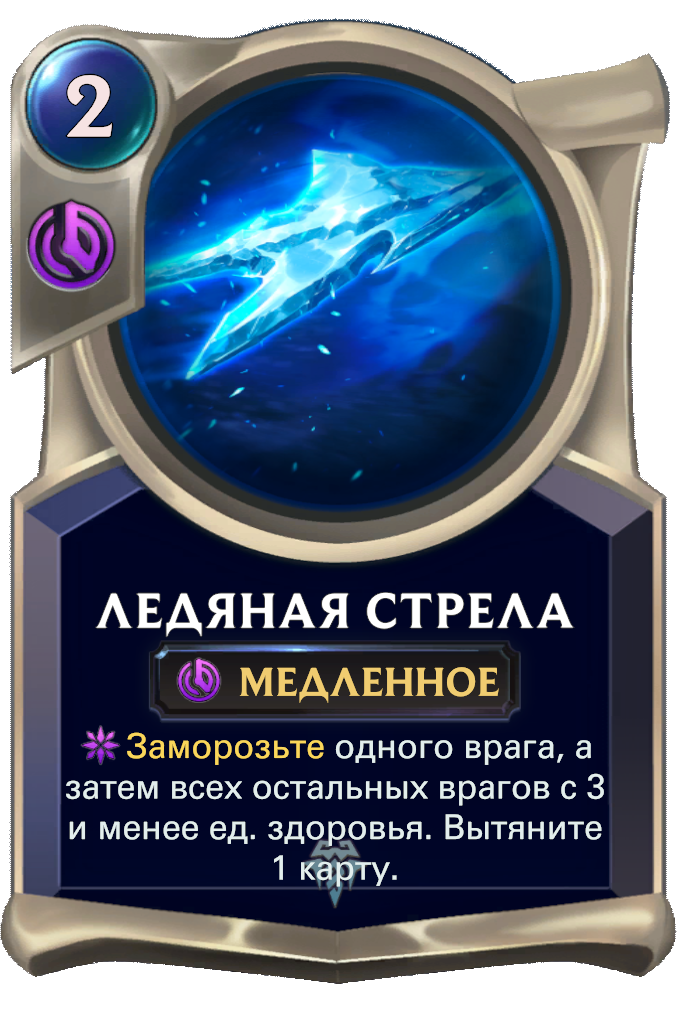 2
ЛЕДЯНАЯ СТРЕЛА
МЕДЛЕННОЕ
Заморозьте одного врага, а
затем всех остальных врагов с 3
и менее ед. здоровья. Вытяните
1 карту.